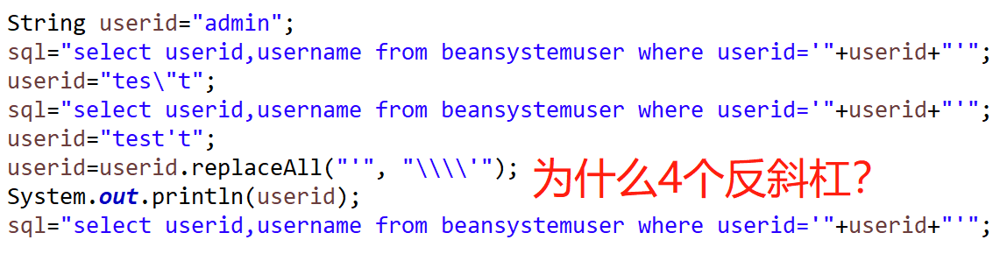 String userid="admin";
sql="select userid,username from beansystemuser where userid='"+userid+"'";
userid="tes\"t";
sql="select userid,username from beansystemuser where userid='"+userid+"'";
userid="test't";
userid=userid.replaceAll("'", "\\\\'"); 为什么4个反斜杠?
System.out.println(userid);
sql="select userid,username from beansystemuser where userid='"+userid+"'";